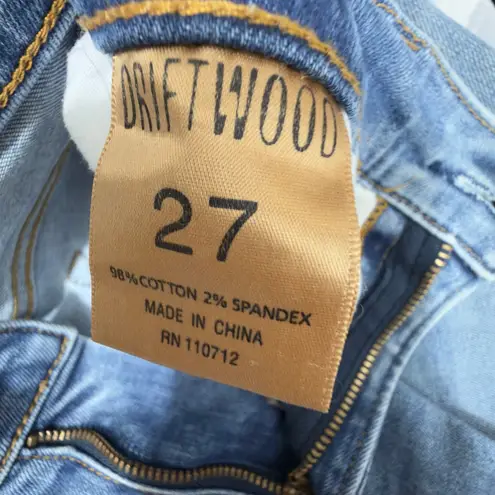 DRIFTWOOD
27
98% COTTON 2% SPANDEX
MADE IN CHINA
RN 110712